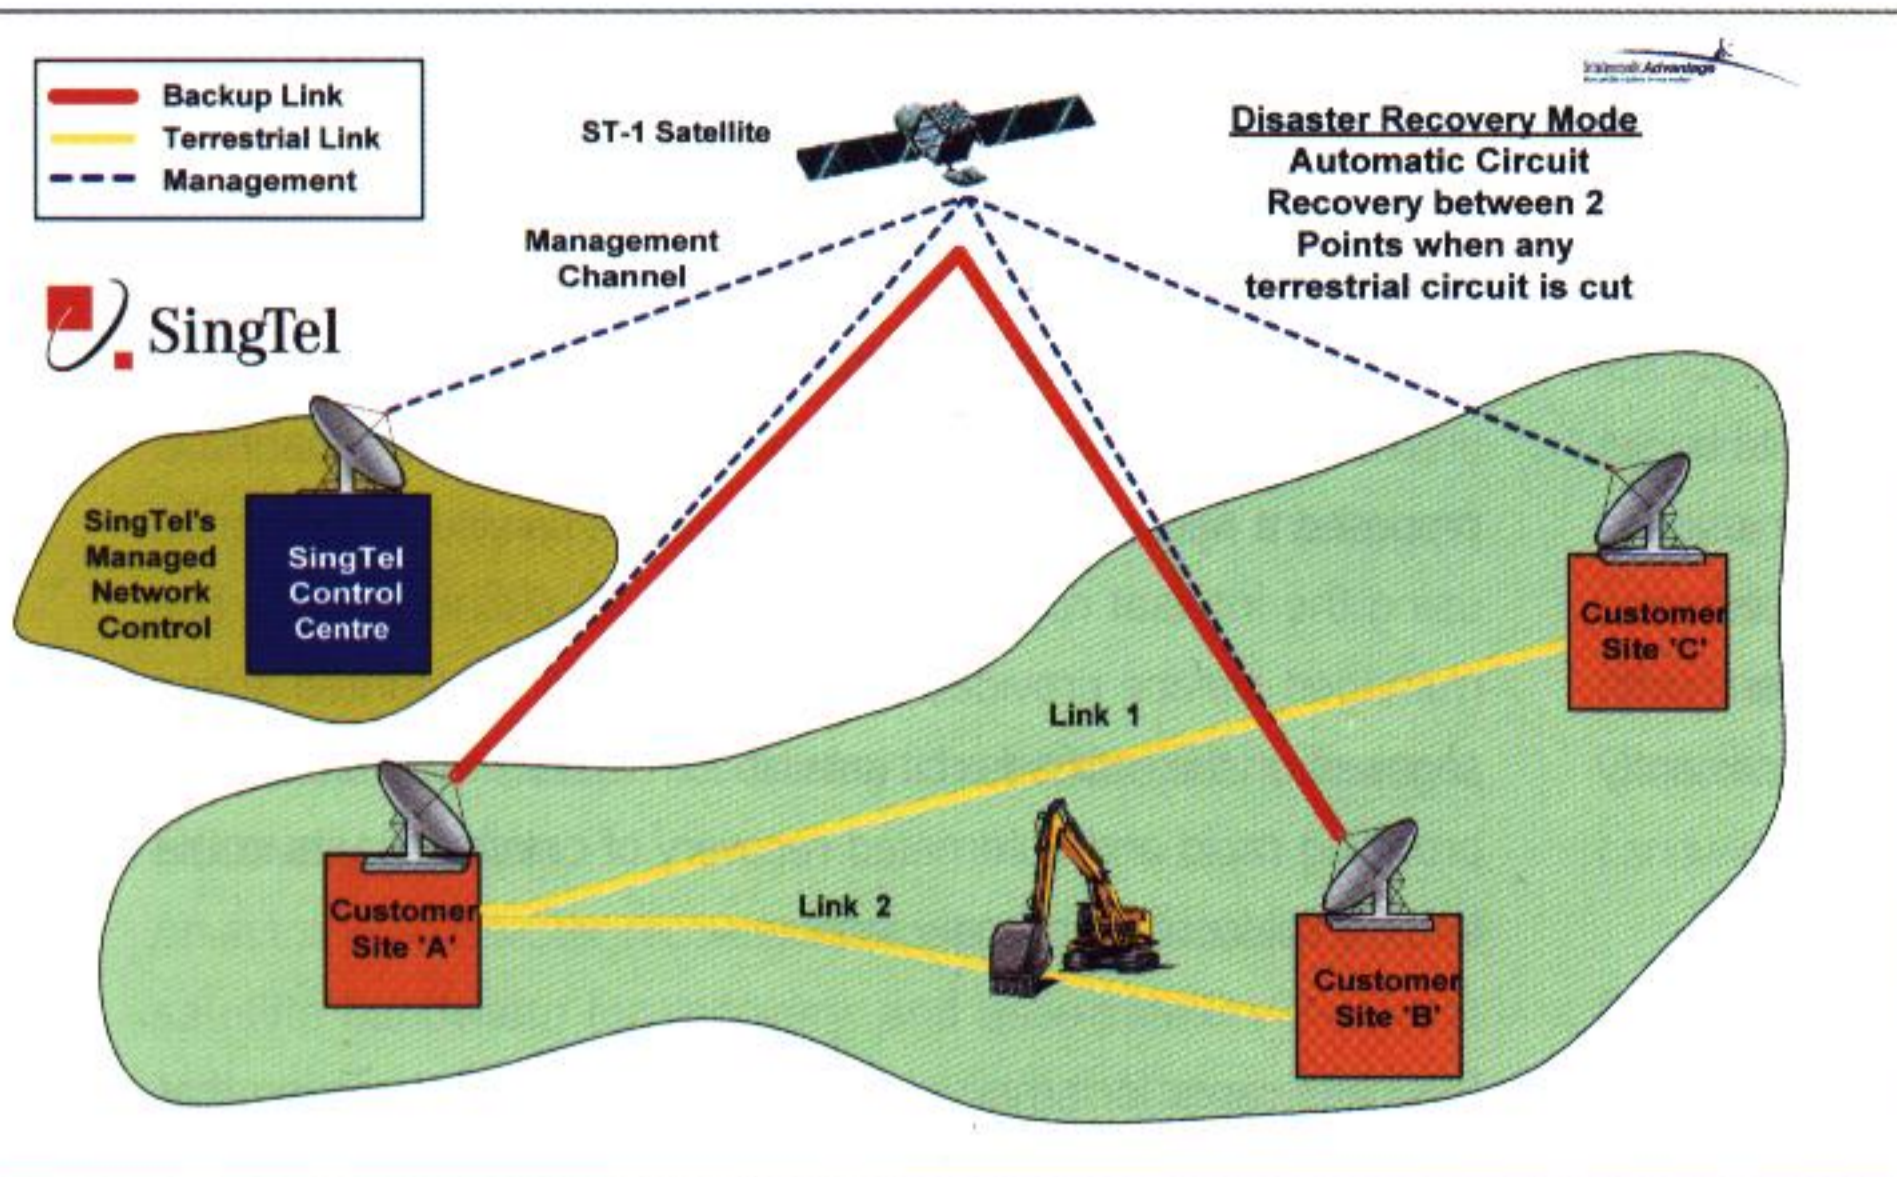 Backup Link
Terrestrial Link
Management
ST-1 Satellite
Advantage
Disaster Recovery Mode
Automatic Circuit
Recovery between 2
Points when any
terrestrial circuit is cut
Management
Channel
SingTel
SingTel's
Managed
Network
Control
SingTel
Control
Centre
Customer
Site 'C'
Link 1
Link 2
Customer
Site 'A'
Customer
Site 'B'